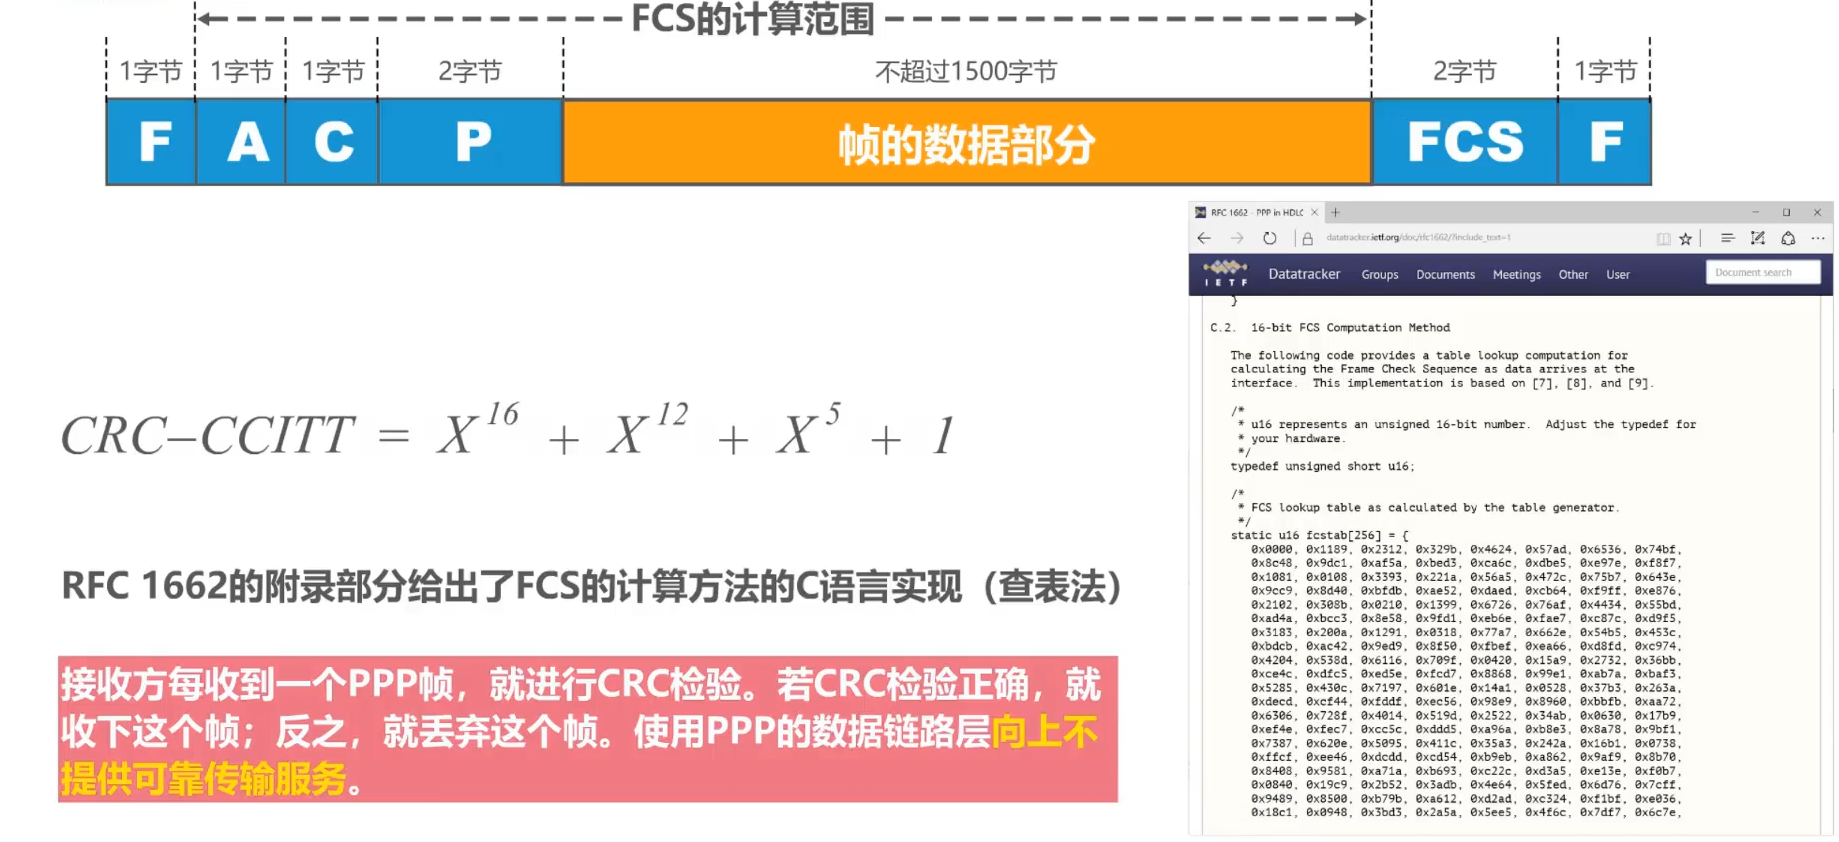 FCS的计算范围
1字节 1字节 1字节 2字节 不超过1500字节 2字节 1字节
F A C P 帧的数据部分 FCS F
CRC–CCITT = X^16 + X^12 + X^5 + 1
RFC 1662的附录部分给出了FCS的计算方法的C语言实现（查表法）
接收方每收到一个PPP帧，就进行CRC检验。若CRC检验正确，就
收下这个帧；反之，就丢弃这个帧。使用PPP的数据链路层向上不
提供可靠传输服务。
RFC 1662 - PPP in HDLC
datatracker.ietf.org/doc/rfc1662/?include_text=1
IETF Datatracker Groups Documents Meetings Other User Document search
}
C.2. 16-bit FCS Computation Method
The following code provides a table lookup computation for
calculating the Frame Check Sequence as data arrives at the
interface. This implementation is based on [7], [8], and [9].
/*
* u16 represents an unsigned 16-bit number. Adjust the typedef for
* your hardware.
*/
typedef unsigned short u16;
/*
* FCS lookup table as calculated by the table generator.
*/
static u16 fcstab[256] = {
0x0000, 0x1189, 0x2312, 0x329b, 0x4624, 0x57ad, 0x6536, 0x74bf,
0x8c48, 0x9dc1, 0xaf5a, 0xbed3, 0xca6c, 0xdbe5, 0xe97e, 0xf8f7,
0x1081, 0x0108, 0x3393, 0x221a, 0x56a5, 0x472c, 0x75b7, 0x643e,
0x9cc9, 0x8d40, 0xbfdb, 0xae52, 0xdaed, 0xcb64, 0xf9ff, 0xe876,
0x2102, 0x308b, 0x0210, 0x1399, 0x6726, 0x76af, 0x4434, 0x55bd,
0xad4a, 0xbcc3, 0x8e58, 0x9fd1, 0xeb6e, 0xfae7, 0xc87c, 0xd9f5,
0x3183, 0x200a, 0x1291, 0x0318, 0x77a7, 0x662e, 0x54b5, 0x453c,
0xbdcb, 0xac42, 0x9ed9, 0x8f50, 0xfbef, 0xea66, 0xd8fd, 0xc974,
0x4204, 0x538d, 0x6116, 0x709f, 0x0420, 0x15a9, 0x2732, 0x36bb,
0xce4c, 0xdfc5, 0xed5e, 0xfcd7, 0x8868, 0x99e1, 0xab7a, 0xbaf3,
0x5285, 0x430c, 0x7197, 0x601e, 0x14a1, 0x0528, 0x37b3, 0x263a,
0xdecd, 0xcf44, 0xfddf, 0xec56, 0x98e9, 0x8960, 0xbbfb, 0xaa72,
0x6306, 0x728f, 0x4014, 0x519d, 0x2522, 0x34ab, 0x0630, 0x17b9,
0xef4e, 0xfec7, 0xcc5c, 0xddd5, 0xa96a, 0xb8e3, 0x8a78, 0x9bf1,
0x7387, 0x620e, 0x5095, 0x411c, 0x35a3, 0x242a, 0x16b1, 0x0738,
0xffcf, 0xee46, 0xdcdd, 0xcd54, 0xb9eb, 0xa862, 0x9af9, 0x8b70,
0x8408, 0x9581, 0xa71a, 0xb693, 0xc22c, 0xd3a5, 0xe13e, 0xf0b7,
0x0840, 0x19c9, 0x2b52, 0x3adb, 0x4e64, 0x5fed, 0x6d76, 0x7cff,
0x9489, 0x8500, 0xb79b, 0xa612, 0xd2ad, 0xc324, 0xf1bf, 0xe036,
0x18c1, 0x0948, 0x3bd3, 0x2a5a, 0x5ee5, 0x4f6c, 0x7df7, 0x6c7e,